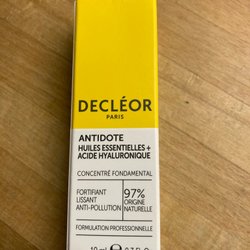 DECLÉOR
PARIS
ANTIDOTE
HUILES ESSENTIELLES +
ACIDE HYALURONIQUE
CONCENTRÉ FONDAMENTAL
FORTIFIANT
LISSANT
ANTI-POLLUTION
97%
ORIGINE
NATURELLE
FORMULATION PROFESSIONNELLE